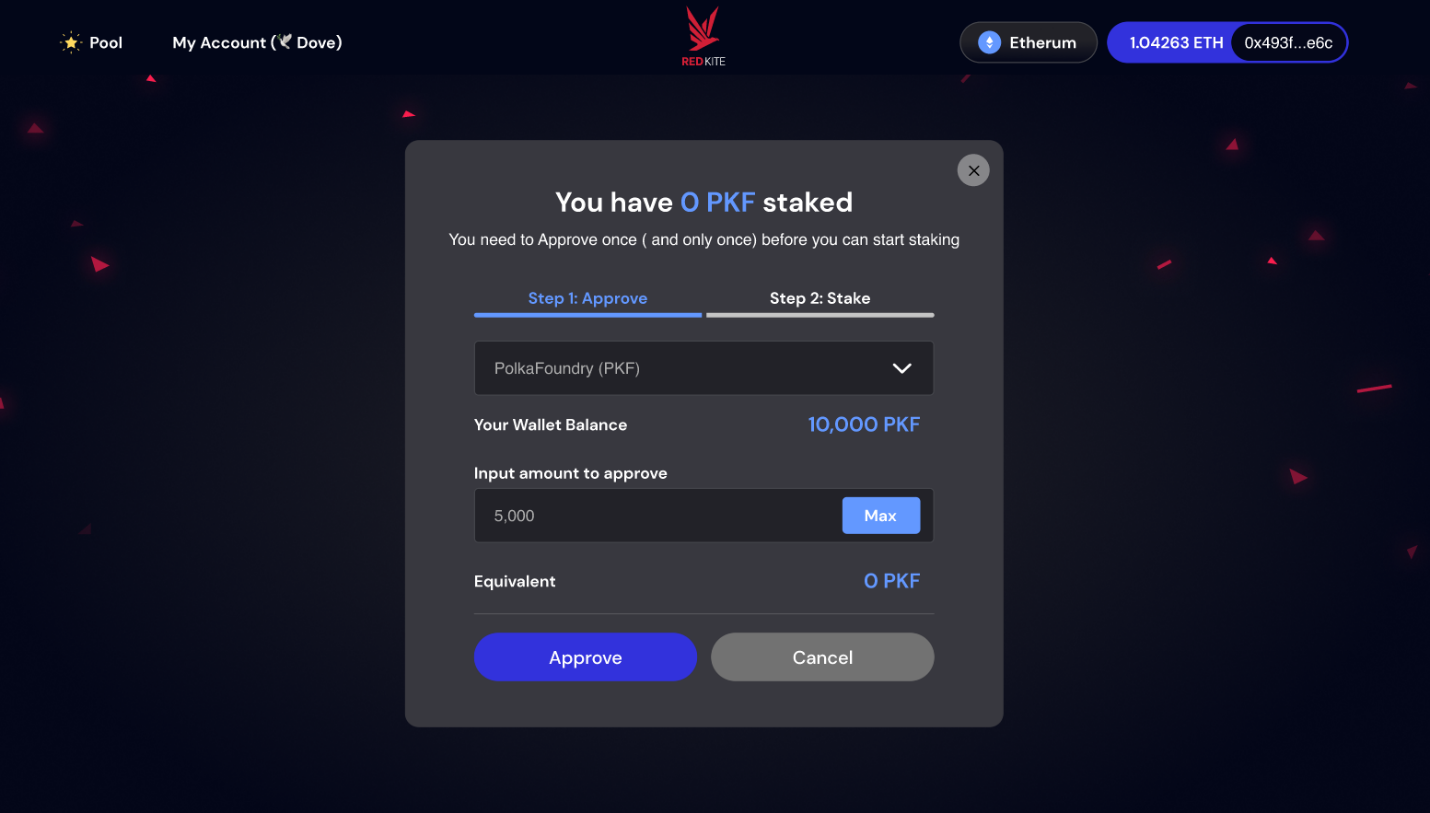 Pool
My Account (🕊 Dove)
REDKITE
Etherum
1.04263 ETH
0x493f...e6c
You have 0 PKF staked
You need to Approve once ( and only once) before you can start staking
Step 1: Approve
Step 2: Stake
PolkaFoundry (PKF)
Your Wallet Balance
10,000 PKF
Input amount to approve
5,000
Max
Equivalent
0 PKF
Approve
Cancel